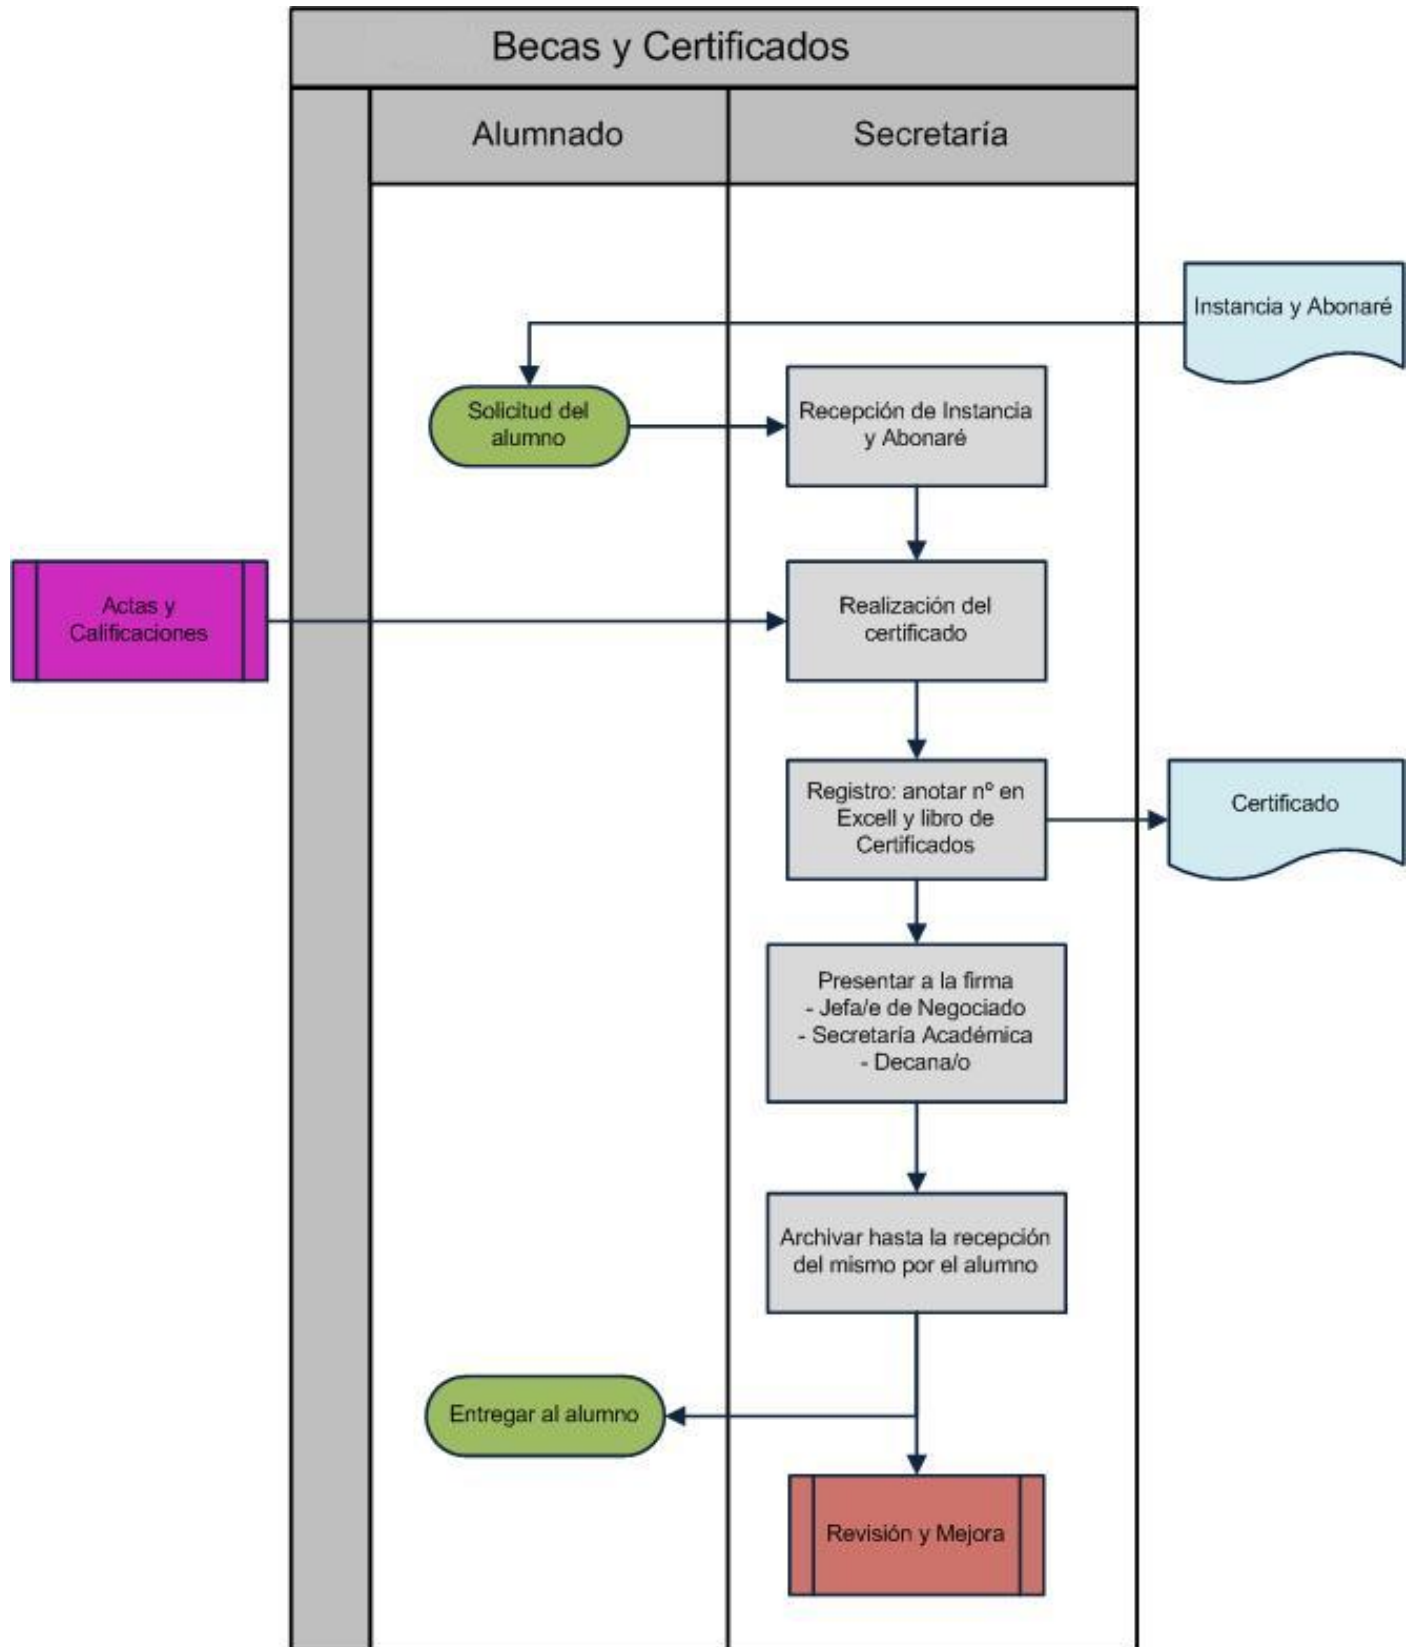 Becas y Certificados
Alumnado
Secretaría
Instancia y Abonaré
Solicitud del
alumno
Recepción de Instancia
y Abonaré
Actas y
Calificaciones
Realización del
certificado
Registro: anotar nº en
Excell y libro de
Certificados
Certificado
Presentar a la firma
- Jefa/e de Negociado
- Secretaría Académica
- Decana/o
Archivar hasta la recepción
del mismo por el alumno
Entregar al alumno
Revisión y Mejora